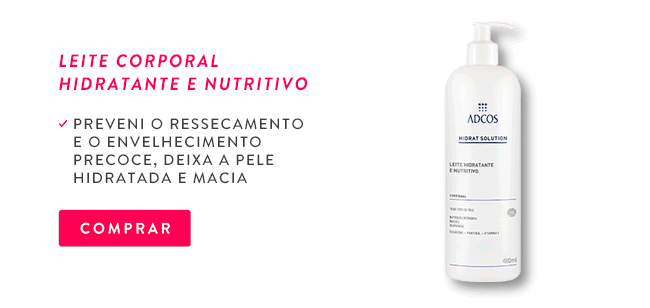 LEITE CORPORAL
HIDRATANTE E NUTRITIVO
PREVENI O RESSECAMENTO
E O ENVELHECIMENTO
PRECOCE, DEIXA A PELE
HIDRATADA E MACIA
COMPRAR
ADCOS
HIDRAT SOLUTION
LEITE HIDRATANTE
E NUTRITIVO
CORPORAL